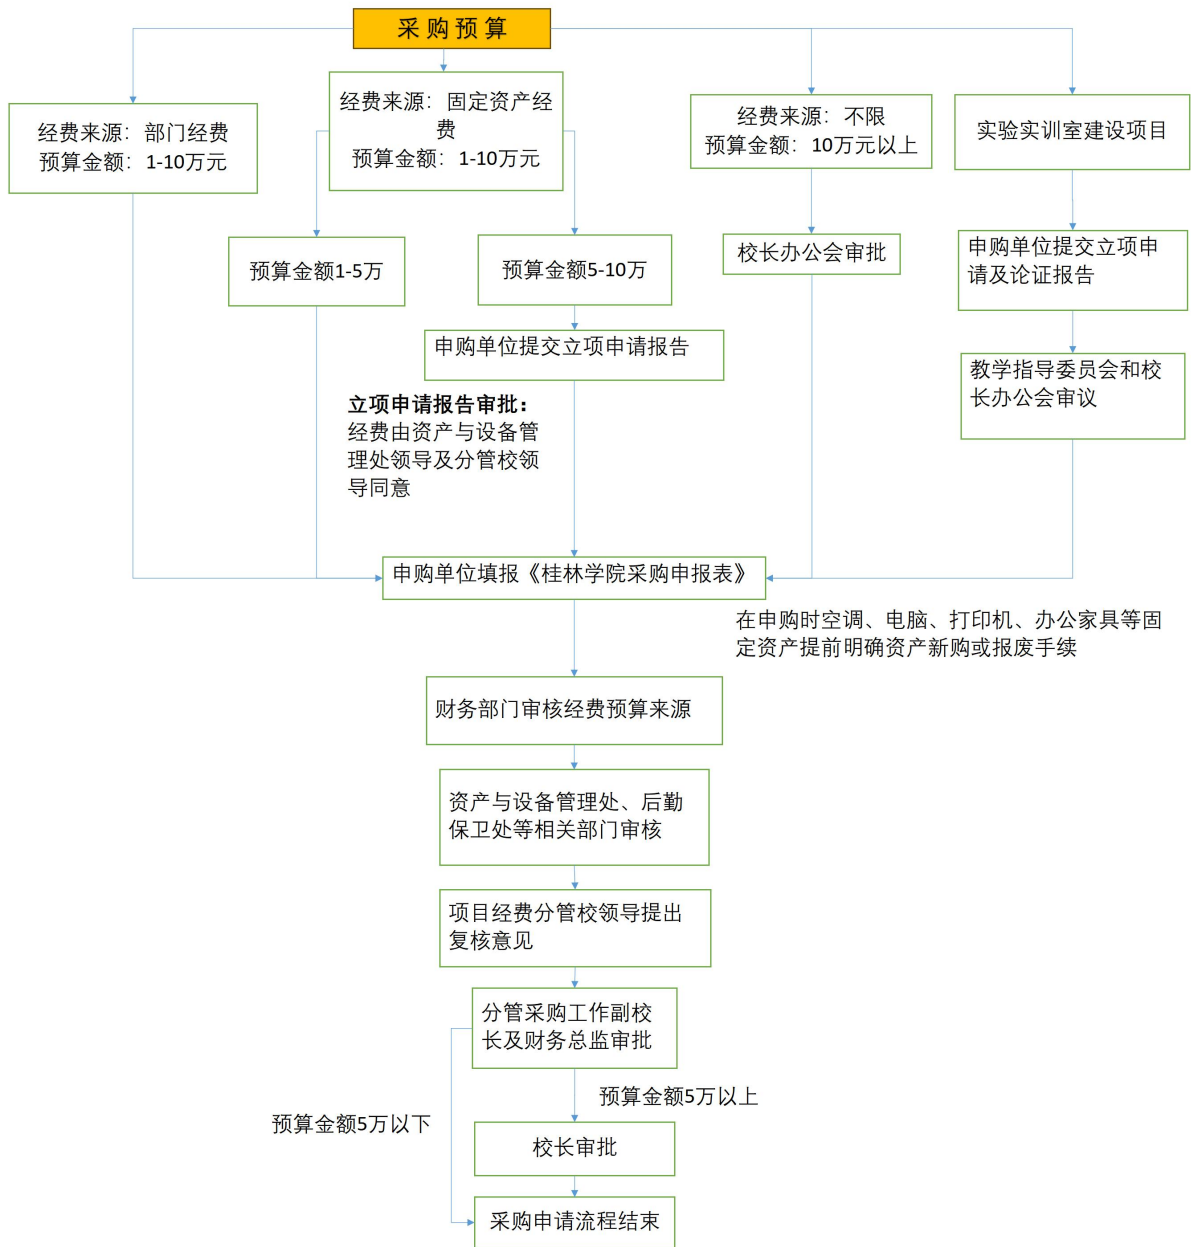 采购预算
经费来源：部门经费
预算金额：1-10万元
经费来源：固定资产经
费
预算金额：1-10万元
经费来源：不限
预算金额：10万元以上
实验实训室建设项目
预算金额1-5万
预算金额5-10万
校长办公会审批
申购单位提交立项申
请及论证报告
申购单位提交立项申请报告
教学指导委员会和校
长办公会审议
立项申请报告审批：
经费由资产与设备管
理处领导及分管校领
导同意
申购单位填报《桂林学院采购申报表》
在申购时空调、电脑、打印机、办公家具等固
定资产提前明确资产新购或报废手续
财务部门审核经费预算来源
资产与设备管理处、后勤
保卫处等相关部门审核
项目经费分管校领导提出
复核意见
分管采购工作副校
长及财务总监审批
预算金额5万以上
预算金额5万以下
校长审批
采购申请流程结束